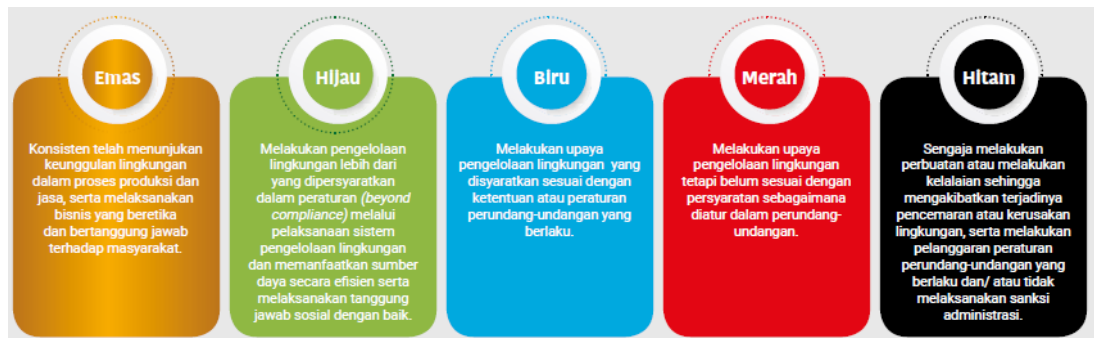 Emas
Konsisten telah menunjukan
keunggulan lingkungan
dalam proses produksi dan
jasa, serta melaksanakan
bisnis yang beretika
dan bertanggung jawab
terhadap masyarakat.
Hijau
Melakukan pengelolaan
lingkungan lebih dari
yang dipersyaratkan
dalam peraturan (beyond
compliance) melalui
pelaksanaan sistem
pengelolaan lingkungan
dan memanfaatkan sumber
daya secara efisien serta
melaksanakan tanggung
jawab sosial dengan baik.
Biru
Melakukan upaya
pengelolaan lingkungan yang
disyaratkan sesuai dengan
ketentuan atau peraturan
perundang-undangan yang
berlaku.
Merah
Melakukan upaya
pengelolaan lingkungan
tetapi belum sesuai dengan
persyaratan sebagaimana
diatur dalam perundang-
undangan.
Hitam
Sengaja melakukan
perbuatan atau melakukan
kelalaian sehingga
mengakibatkan terjadinya
pencemaran atau kerusakan
lingkungan, serta melakukan
pelanggaran peraturan
perundang-undangan yang
berlaku dan/ atau tidak
melaksanakan sanksi
administrasi.